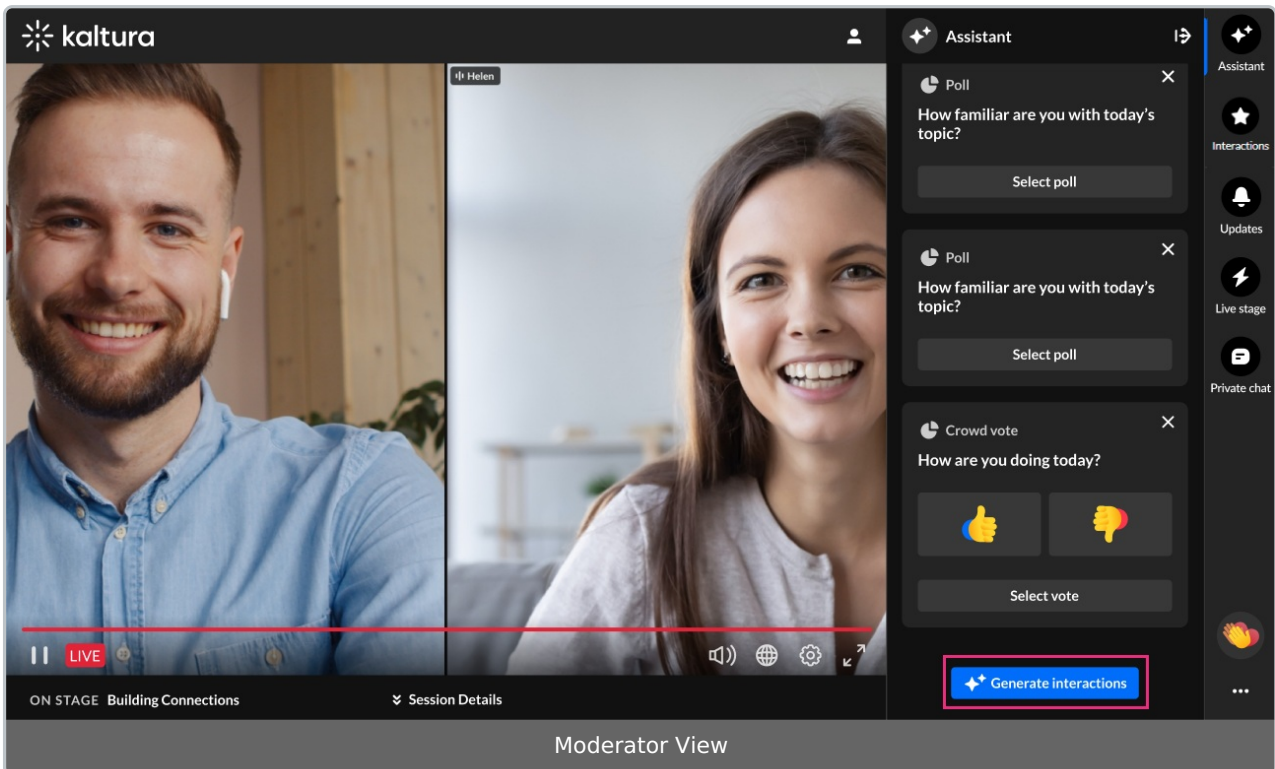 kaltura
Helen
LIVE
ON STAGE Building Connections
Session Details
Assistant
Poll
How familiar are you with today's
topic?
Select poll
Poll
How familiar are you with today's
topic?
Select poll
Crowd vote
How are you doing today?
Select vote
Generate interactions
Assistant
Interactions
Updates
Live stage
Private chat
Moderator View